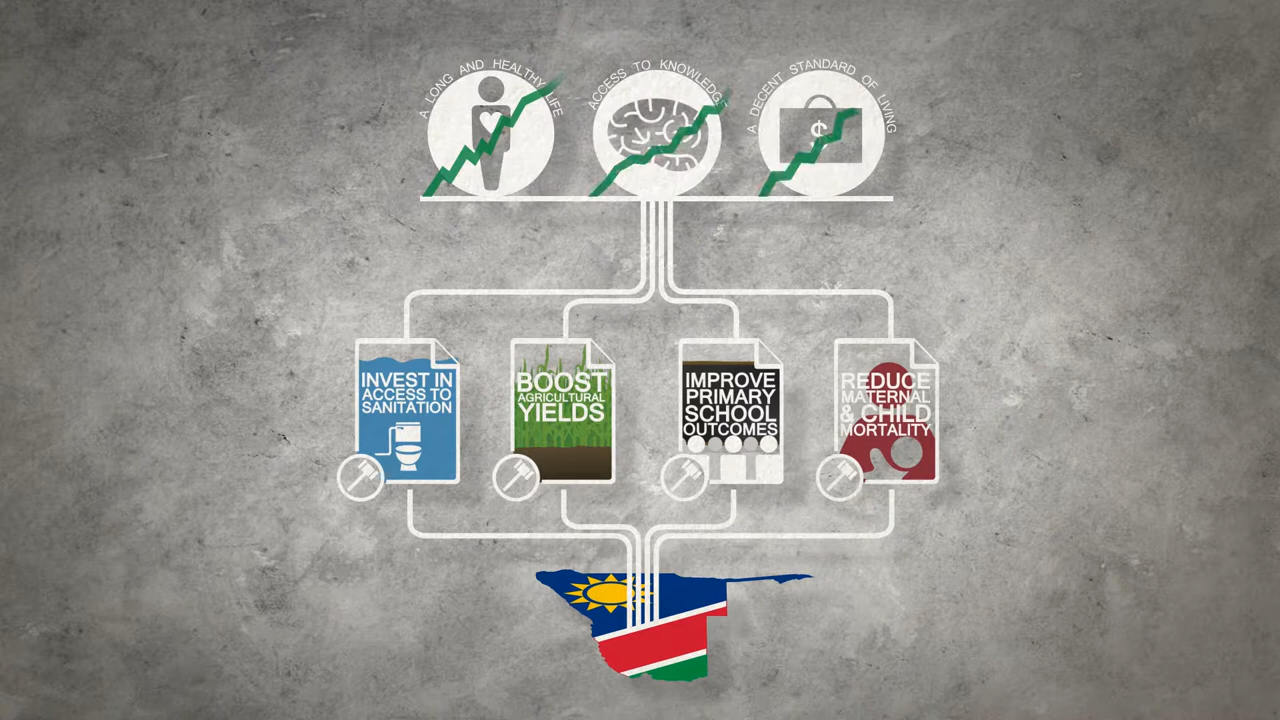 A LONG AND HEALTHY LIFE
ACCESS TO KNOWLEDGE
A DECENT STANDARD OF LIVING
$
INVEST IN
ACCESS TO
SANITATION
BOOST
AGRICULTURAL
YIELDS
IMPROVE
PRIMARY
SCHOOL
OUTCOMES
REDUCE
MATERNAL
& CHILD
MORTALITY